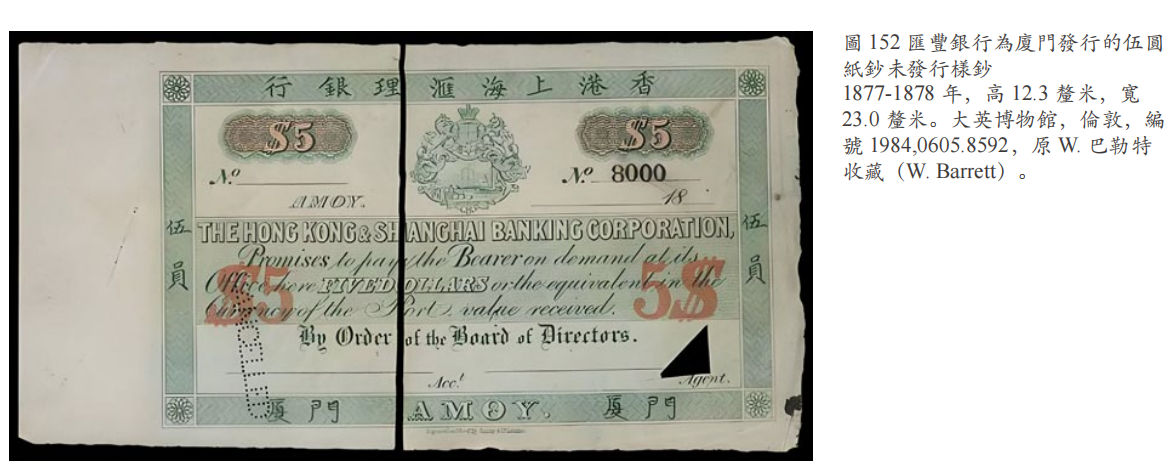 香港上海滙理銀行
$5
$5
Nº
Nº 8000
AMOY.
18
伍員
伍員
THE HONG KONG & SHANGHAI BANKING CORPORATION,
Promises to pay the Bearer on demand at its
Office here FIVE DOLLARS or the equivalent in the
Currency of the Port value received.
$5
5$
By Order of the Board of Directors.
Acct
Agent.
厦門
AMOY.
厦門
圖 152 匯豐銀行為廈門發行的伍圓
紙鈔未發行樣鈔
1877-1878 年，高 12.3 釐米，寬
23.0 釐米。大英博物館，倫敦，編
號 1984,0605.8592，原 W. 巴勒特
收藏（W. Barrett）。